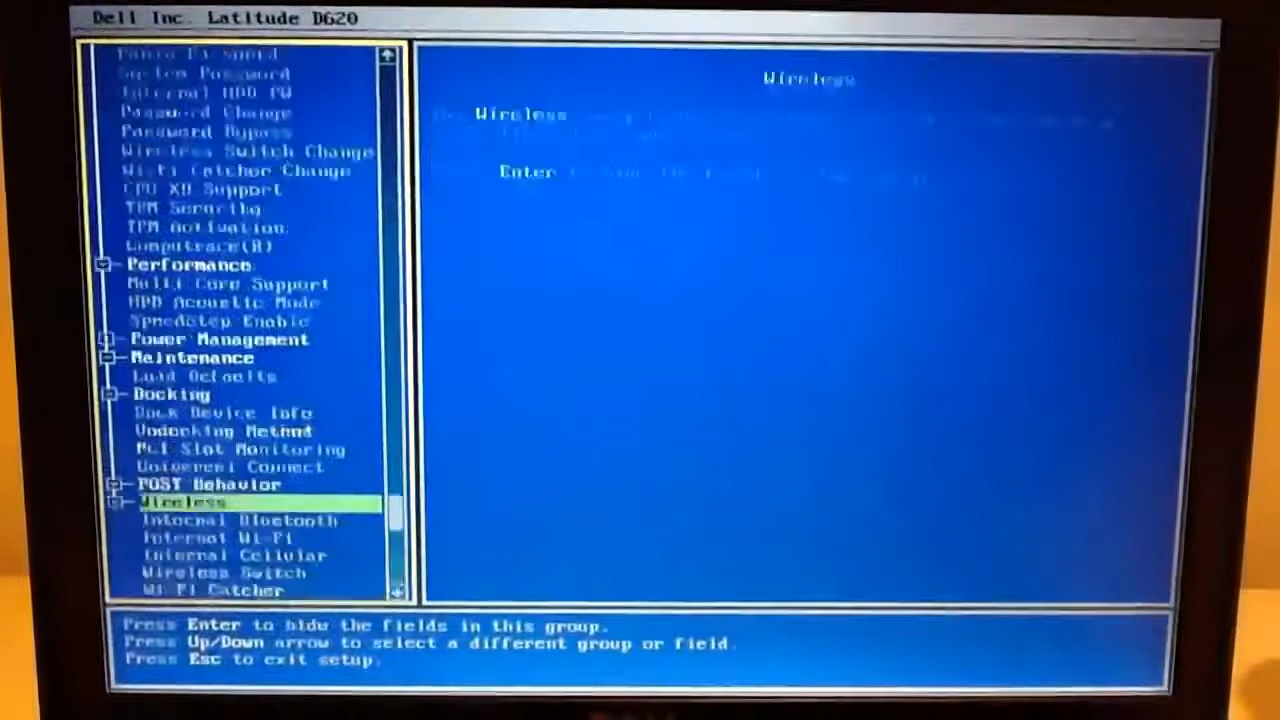 Dell Inc. Latitude D620
System Password
Internal HDD PW
Password Change
Password Bypass
Wireless Switch Change
Wi-Fi Catcher Change
CPU XD Support
TPM Security
TPM Activation
Computrace(R)
Performance
Multi Core Support
HDD Acoustic Mode
SpeedStep Enable
Power Management
Maintenance
Load Defaults
Docking
Dock Device Info
Undocking Method
PCI Slot Monitoring
Universal Connect
POST Behavior
Wireless
Internal Bluetooth
Internal Wi-Fi
Internal Cellular
Wireless Switch
Wi-Fi Catcher
Wireless
Wireless
Enter
Press Enter to hide the fields in this group.
Press Up/Down arrow to select a different group or field.
Press Esc to exit setup.